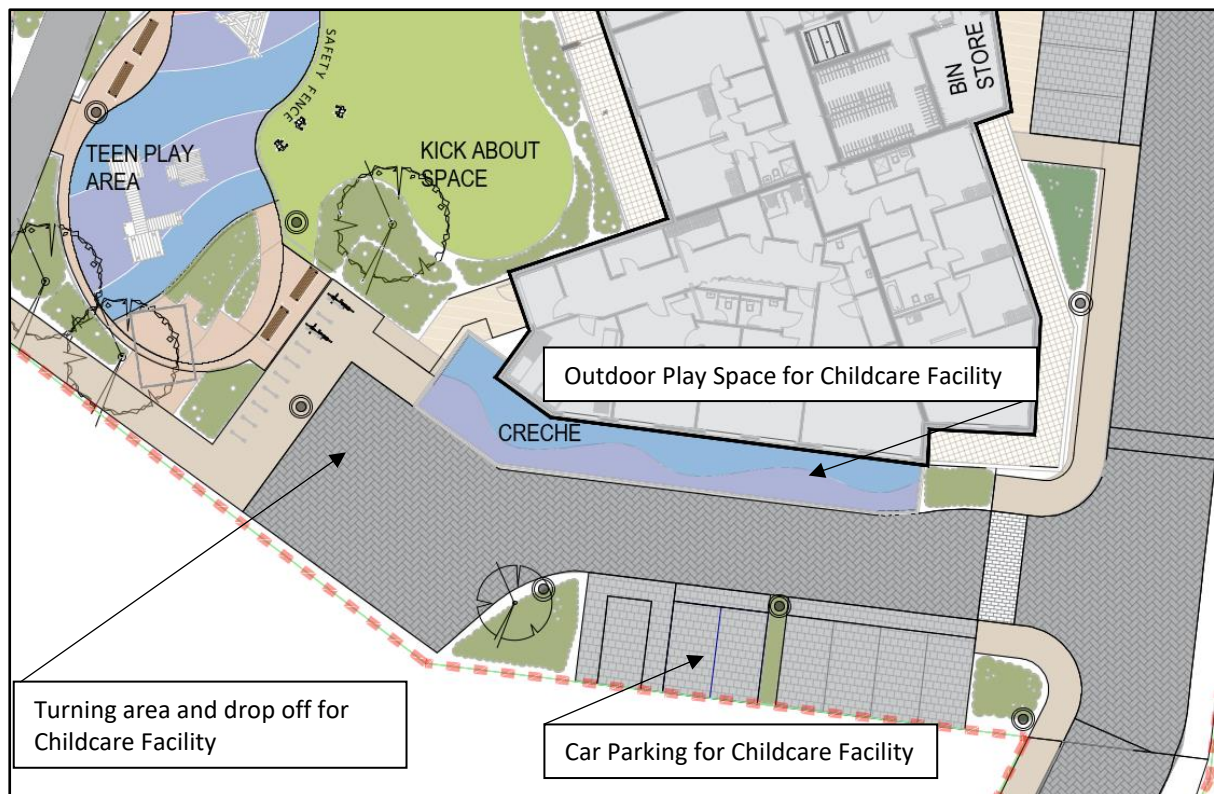 SAFETY FENCE
BIN
STORE
TEEN PLAY
AREA
KICK ABOUT
SPACE
Outdoor Play Space for Childcare Facility
CRECHE
Turning area and drop off for
Childcare Facility
Car Parking for Childcare Facility